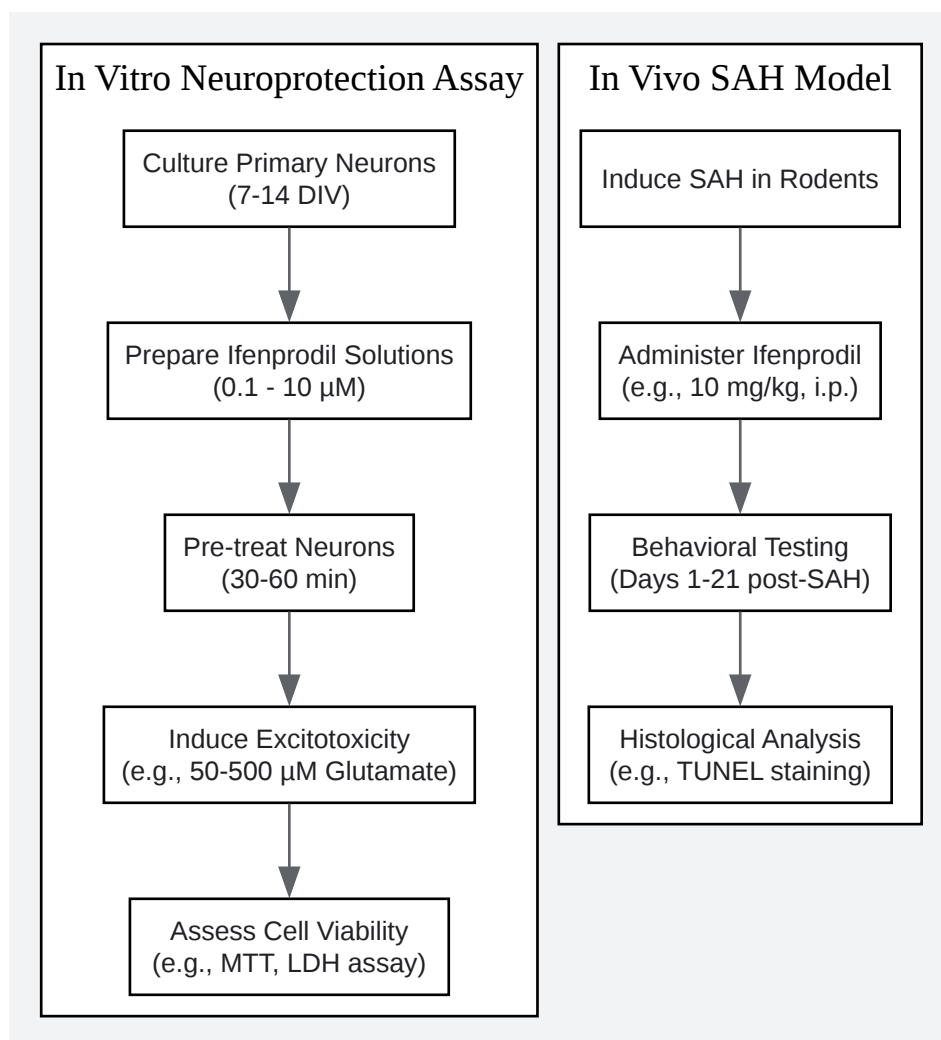 In Vitro Neuroprotection Assay
Culture Primary Neurons
(7-14 DIV)
Prepare Ifenprodil Solutions
(0.1 - 10 µM)
Pre-treat Neurons
(30-60 min)
Induce Excitotoxicity
(e.g., 50-500 µM Glutamate)
Assess Cell Viability
(e.g., MTT, LDH assay)
In Vivo SAH Model
Induce SAH in Rodents
Administer Ifenprodil
(e.g., 10 mg/kg, i.p.)
Behavioral Testing
(Days 1-21 post-SAH)
Histological Analysis
(e.g., TUNEL staining)